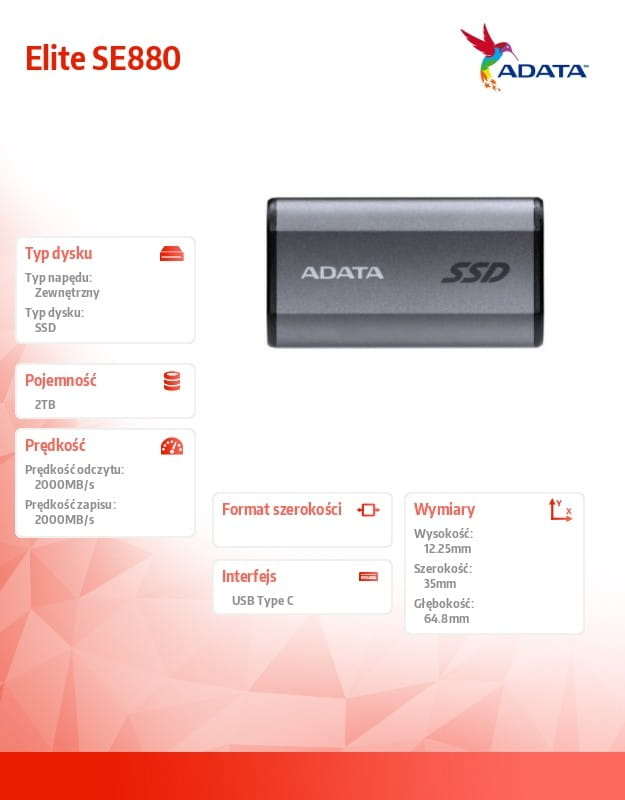 Elite SE880
ADATA
ADATA
SSD
Typ dysku
Typ napędu:
Zewnętrzny
Typ dysku:
SSD
Pojemność
2TB
Prędkość
Prędkość odczytu:
2000MB/s
Prędkość zapisu:
2000MB/s
Format szerokości
Interfejs
USB Type C
Wymiary
Y
X
Wysokość:
12.25mm
Szerokość:
35mm
Głębokość:
64.8mm